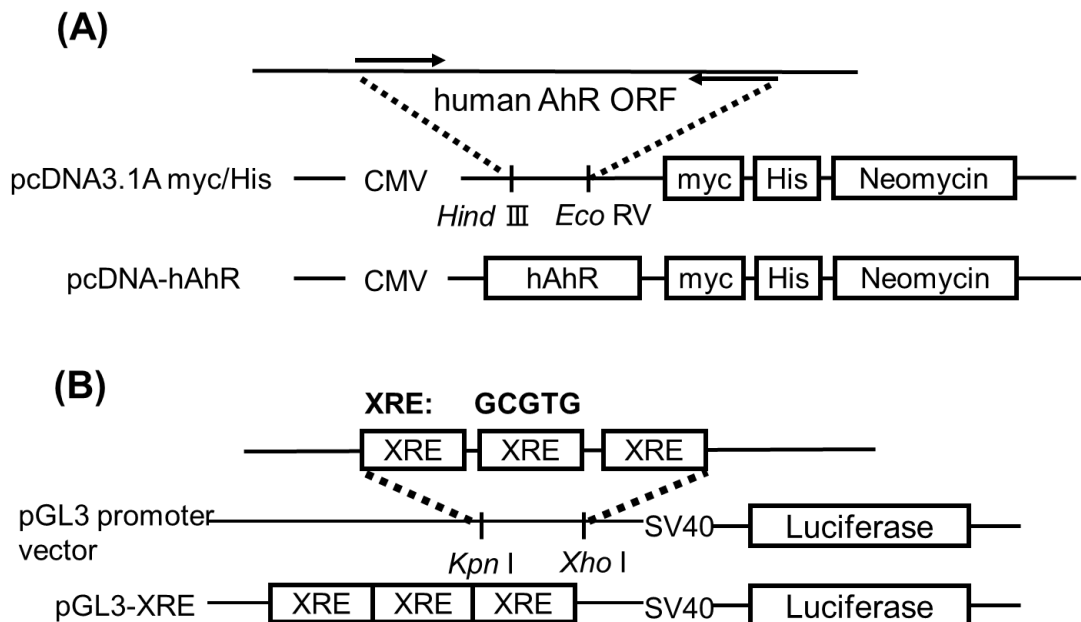 (A)
human AhR ORF
pcDNA3.1A myc/His CMV myc His Neomycin
Hind Ⅲ Eco RV
pcDNA-hAhR CMV hAhR myc His Neomycin
(B)
XRE: GCGTG
XRE XRE XRE
pGL3 promoter
vector SV40 Luciferase
Kpn I Xho I
pGL3-XRE XRE XRE XRE SV40 Luciferase